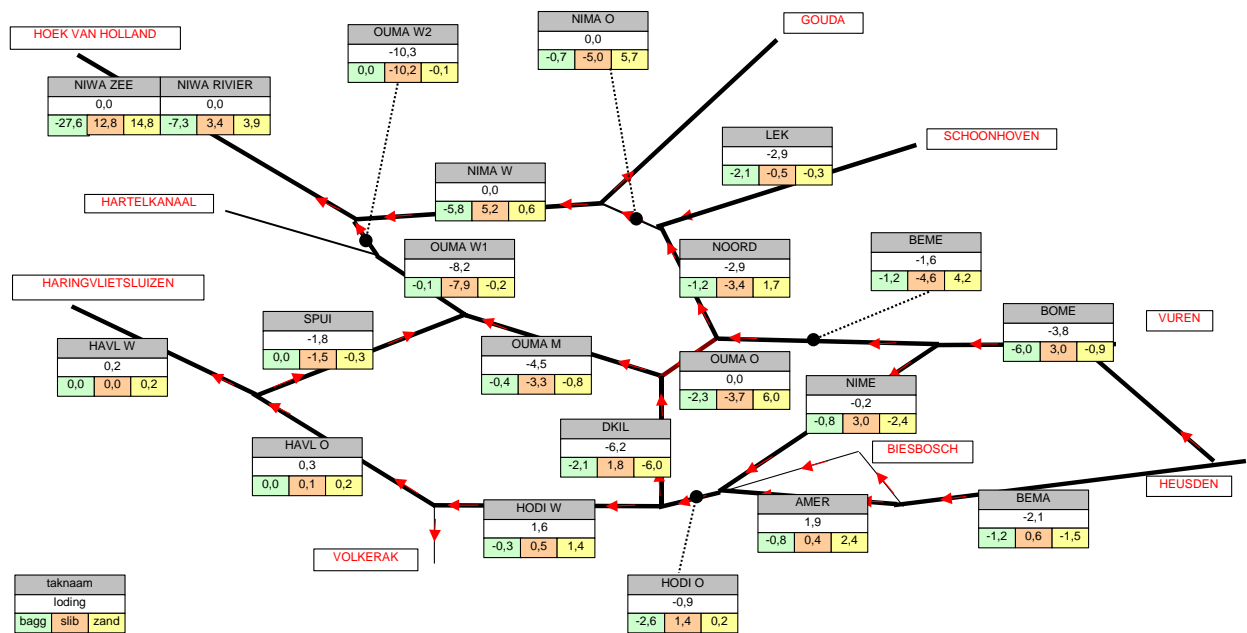 HOEK VAN HOLLAND
OUMA W2
-10,3
0,0 -10,2 -0,1
NIMA O
0,0
-0,7 -5,0 5,7
GOUDA
NIWA ZEE NIWA RIVIER
0,0 0,0
-27,6 12,8 14,8 -7,3 3,4 3,9
LEK
-2,9
-2,1 -0,5 -0,3
SCHOONHOVEN
NIMA W
0,0
-5,8 5,2 0,6
HARTELKANAAL
OUMA W1
-8,2
-0,1 -7,9 -0,2
NOORD
-2,9
-1,2 -3,4 1,7
BEME
-1,6
-1,2 -4,6 4,2
HARINGVLIETSLUIZEN
SPUI
-1,8
0,0 -1,5 -0,3
BOME
-3,8
-6,0 3,0 -0,9
VUREN
HAVL W
0,2
0,0 0,0 0,2
OUMA M
-4,5
-0,4 -3,3 -0,8
OUMA O
0,0
-2,3 -3,7 6,0
NIME
-0,2
-0,8 3,0 -2,4
DKIL
-6,2
-2,1 1,8 -6,0
BIESBOSCH
HAVL O
0,3
0,0 0,1 0,2
HEUSDEN
HODI W
1,6
-0,3 0,5 1,4
AMER
1,9
-0,8 0,4 2,4
BEMA
-2,1
-1,2 0,6 -1,5
VOLKERAK
HODI O
-0,9
-2,6 1,4 0,2
taknaam
loding
bagg slib zand